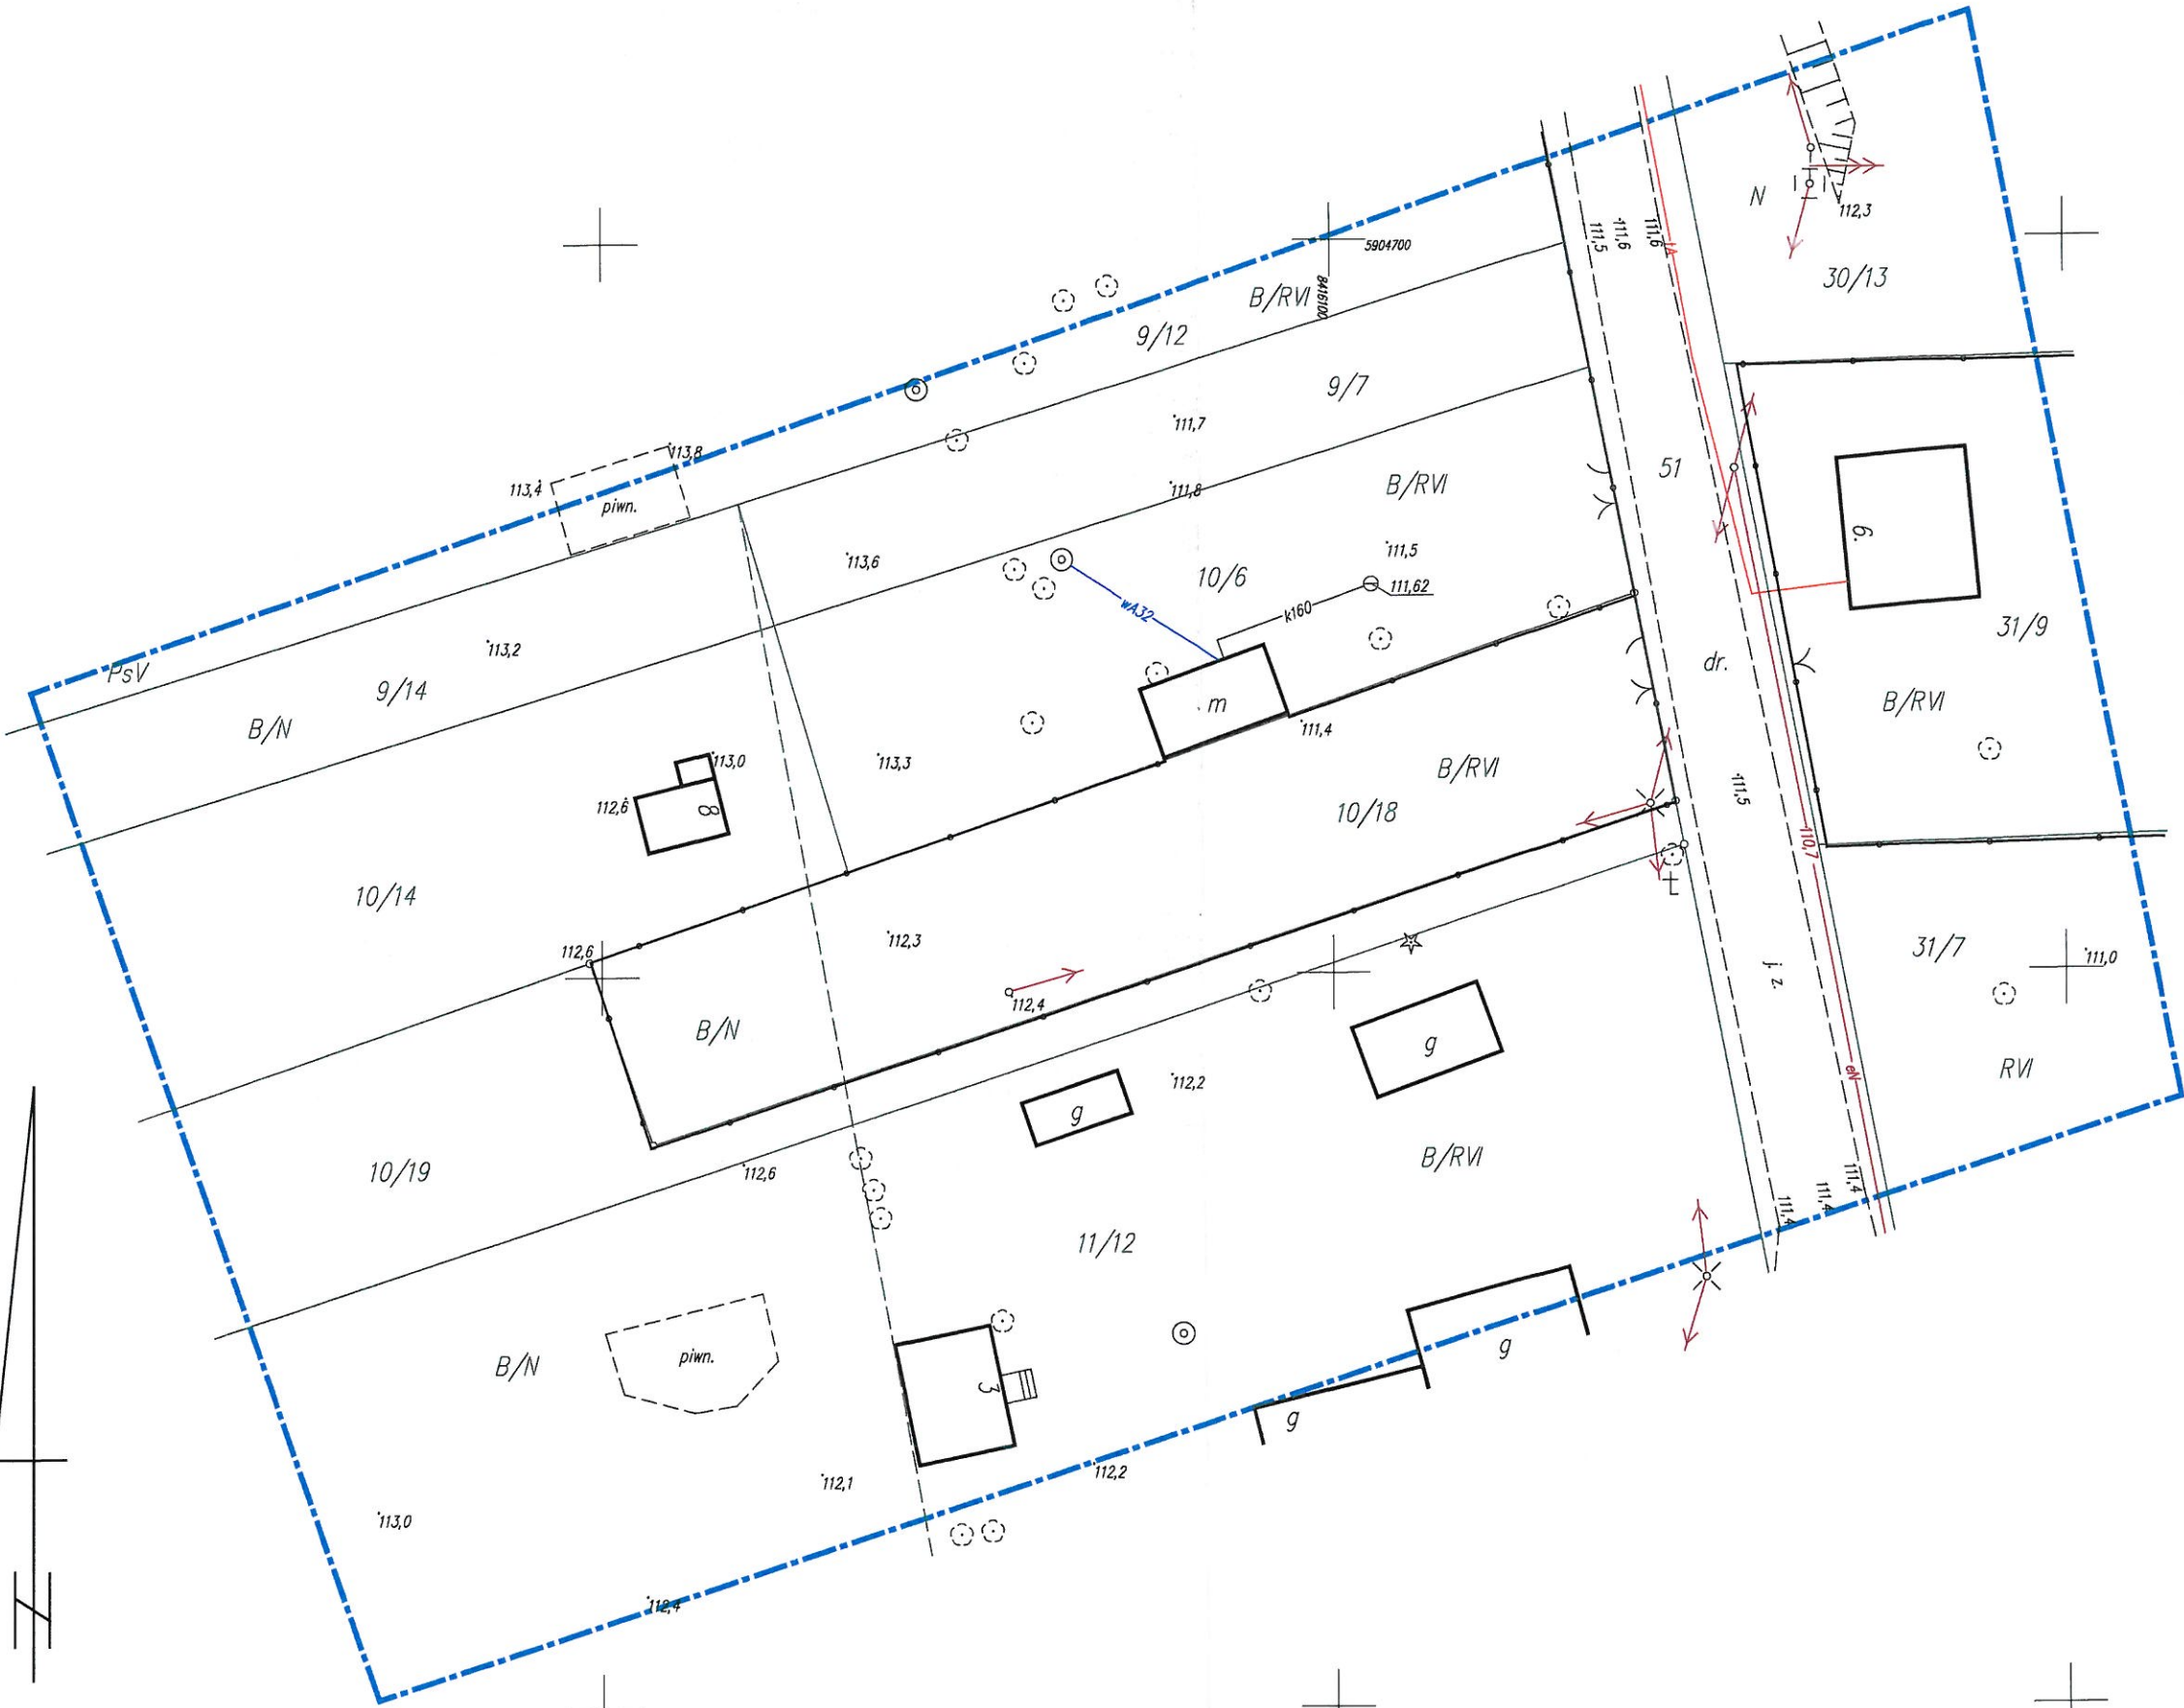 N
112,3
30/13
111,5
111,6
111,6
tA
5904700
8416100
B/RVI
9/12
9/7
111,7
113,8
113,4
piwn.
111,8
B/RVI
51
6.
113,6
111,5
10/6
111,62
k160
wA32
31/9
113,2
PsV
9/14
B/N
m
dr.
B/RVI
111,4
113,0
113,3
B/RVI
112,6
8
10/18
111,5
110,7
10/14
t
112,3
112,6
31/7
111,0
j. z.
112,4
B/N
g
112,2
g
eN
RVI
B/RVI
10/19
112,6
111,4
111,4
111,4
11/12
B/N
piwn.
3
g
g
112,1
112,2
113,0
112,4
N